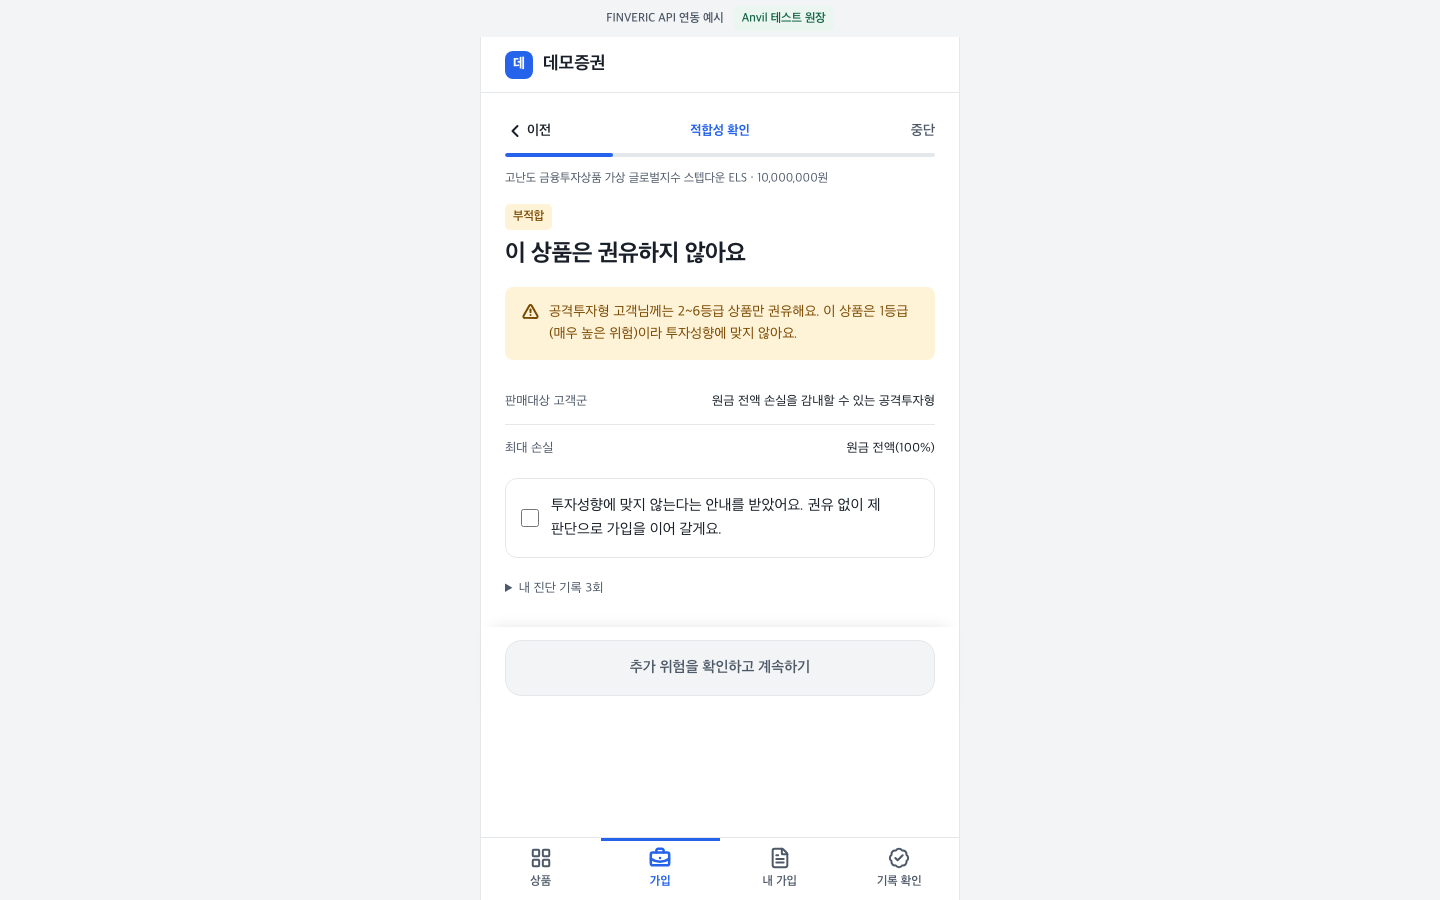 FINVERIC API 연동 예시 Anvil 테스트 원장
데 데모증권
이전 적합성 확인 중단
고난도 금융투자상품 가상 글로벌지수 스텝다운 ELS · 10,000,000원
부적합
이 상품은 권유하지 않아요
공격투자형 고객님께는 2~6등급 상품만 권유해요. 이 상품은 1등급
(매우 높은 위험)이라 투자성향에 맞지 않아요.
판매대상 고객군 원금 전액 손실을 감내할 수 있는 공격투자형
최대 손실 원금 전액(100%)
투자성향에 맞지 않는다는 안내를 받았어요. 권유 없이 제
판단으로 가입을 이어 갈게요.
내 진단 기록 3회
추가 위험을 확인하고 계속하기
상품 가입 내 가입 기록 확인